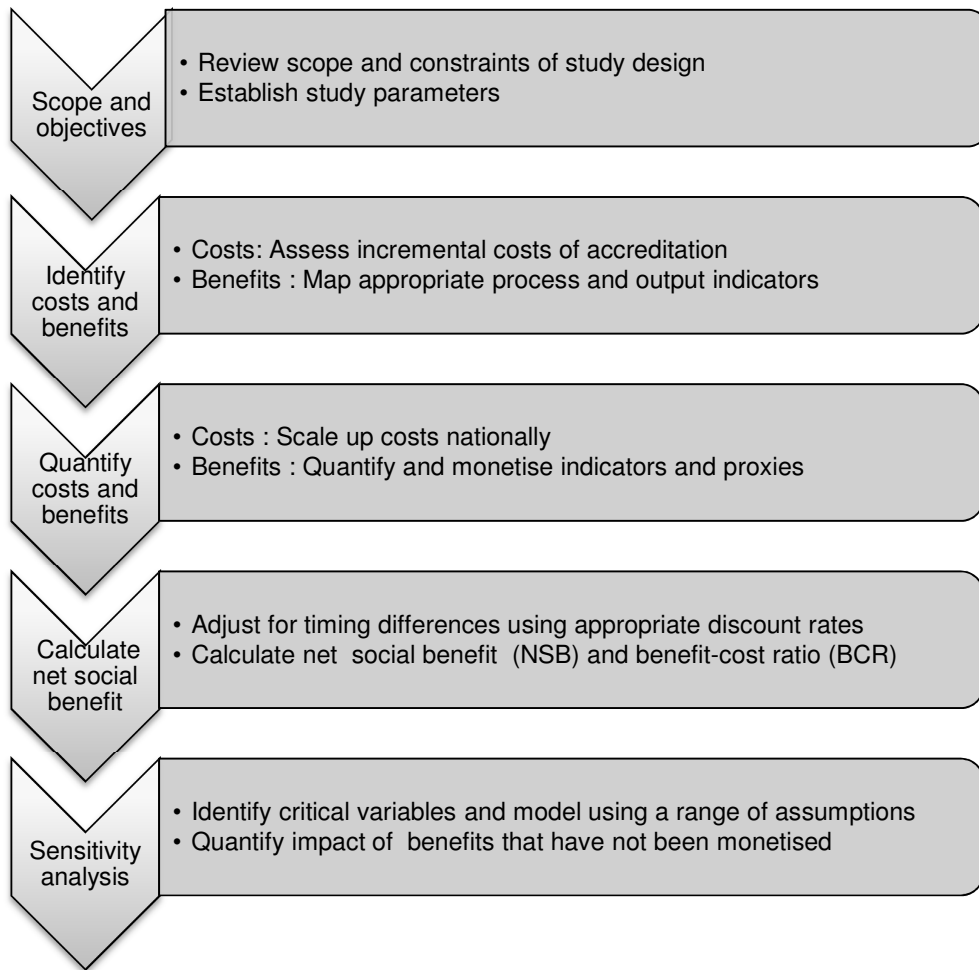 Scope and
objectives
• Review scope and constraints of study design
• Establish study parameters
Identify
costs and
benefits
• Costs: Assess incremental costs of accreditation
• Benefits : Map appropriate process and output indicators
Quantify
costs and
benefits
• Costs : Scale up costs nationally
• Benefits : Quantify and monetise indicators and proxies
Calculate
net social
benefit
• Adjust for timing differences using appropriate discount rates
• Calculate net social benefit (NSB) and benefit-cost ratio (BCR)
Sensitivity
analysis
• Identify critical variables and model using a range of assumptions
• Quantify impact of benefits that have not been monetised